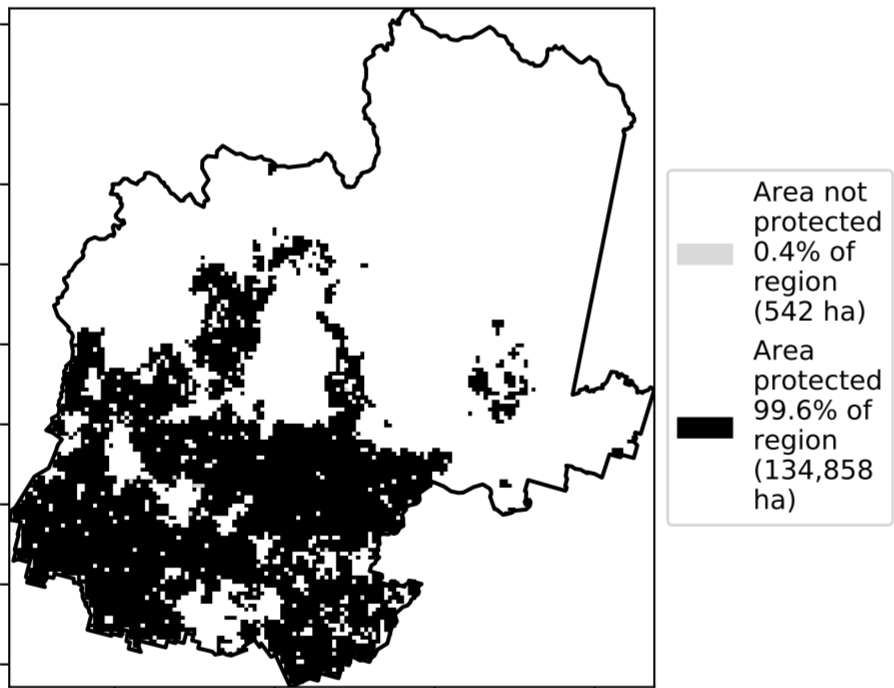 Area not
protected
0.4% of
region
(542 ha)
Area
protected
99.6% of
region
(134,858
ha)